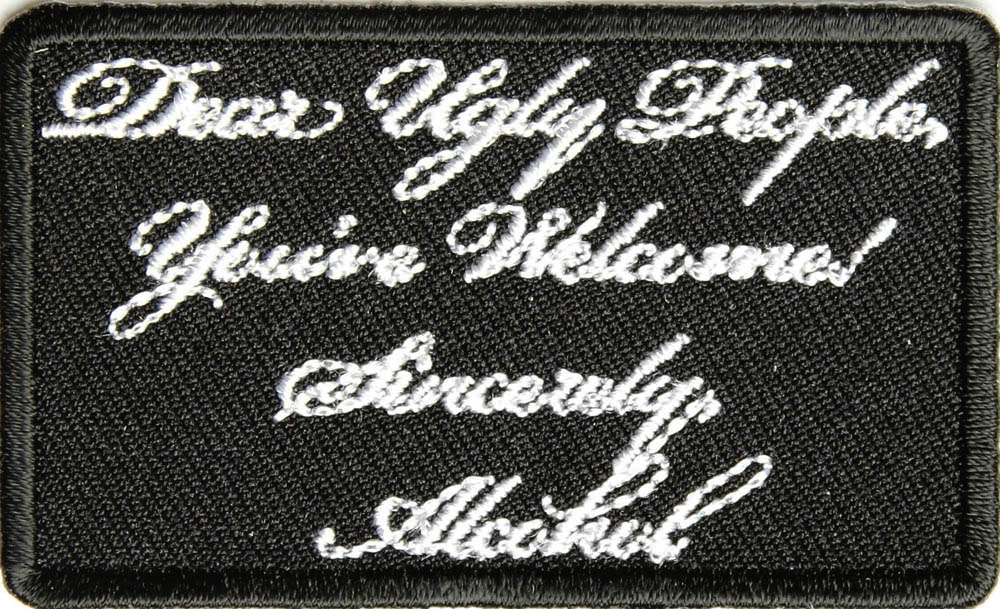 Dear Ugly People,
You're Welcome!
Sincerely,
Alcohol